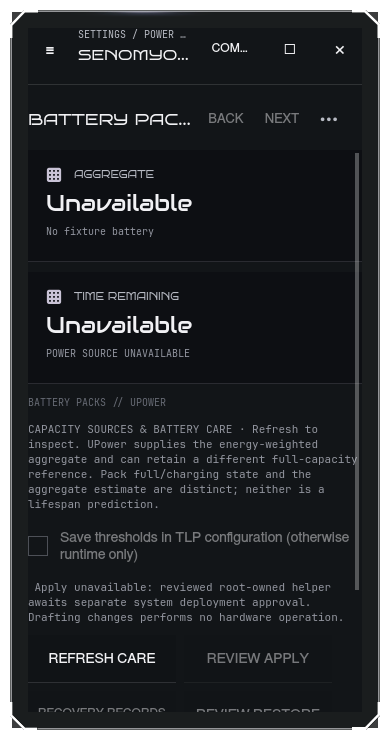 SETTINGS / POWER …
SENOMYO...
COM...
BATTERY PAC...
BACK
NEXT
AGGREGATE
Unavailable
No fixture battery
TIME REMAINING
Unavailable
POWER SOURCE UNAVAILABLE
BATTERY PACKS // UPOWER
CAPACITY SOURCES & BATTERY CARE · Refresh to
inspect. UPower supplies the energy-weighted
aggregate and can retain a different full-capacity
reference. Pack full/charging state and the
aggregate estimate are distinct; neither is a
lifespan prediction.
Save thresholds in TLP configuration (otherwise
runtime only)
Apply unavailable: reviewed root-owned helper
awaits separate system deployment approval.
Drafting changes performs no hardware operation.
REFRESH CARE
REVIEW APPLY
RECOVERY RECORDS
REVIEW RESTORE